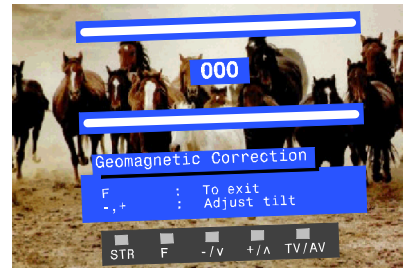 000
Geomagnetic Correction
F : To exit
-,+ : Adjust tilt
STR F -/∨ +/∧ TV/AV